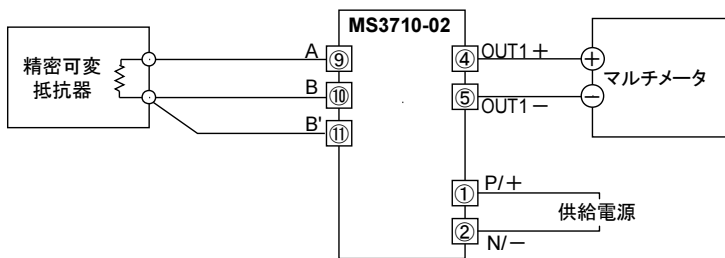 MS3710-02
精密可変
抵抗器
A
⑨
B
⑩
B'
⑪
④
OUT1＋
⑤
OUT1－
＋
－
マルチメータ
①
P/＋
②
N/－
供給電源